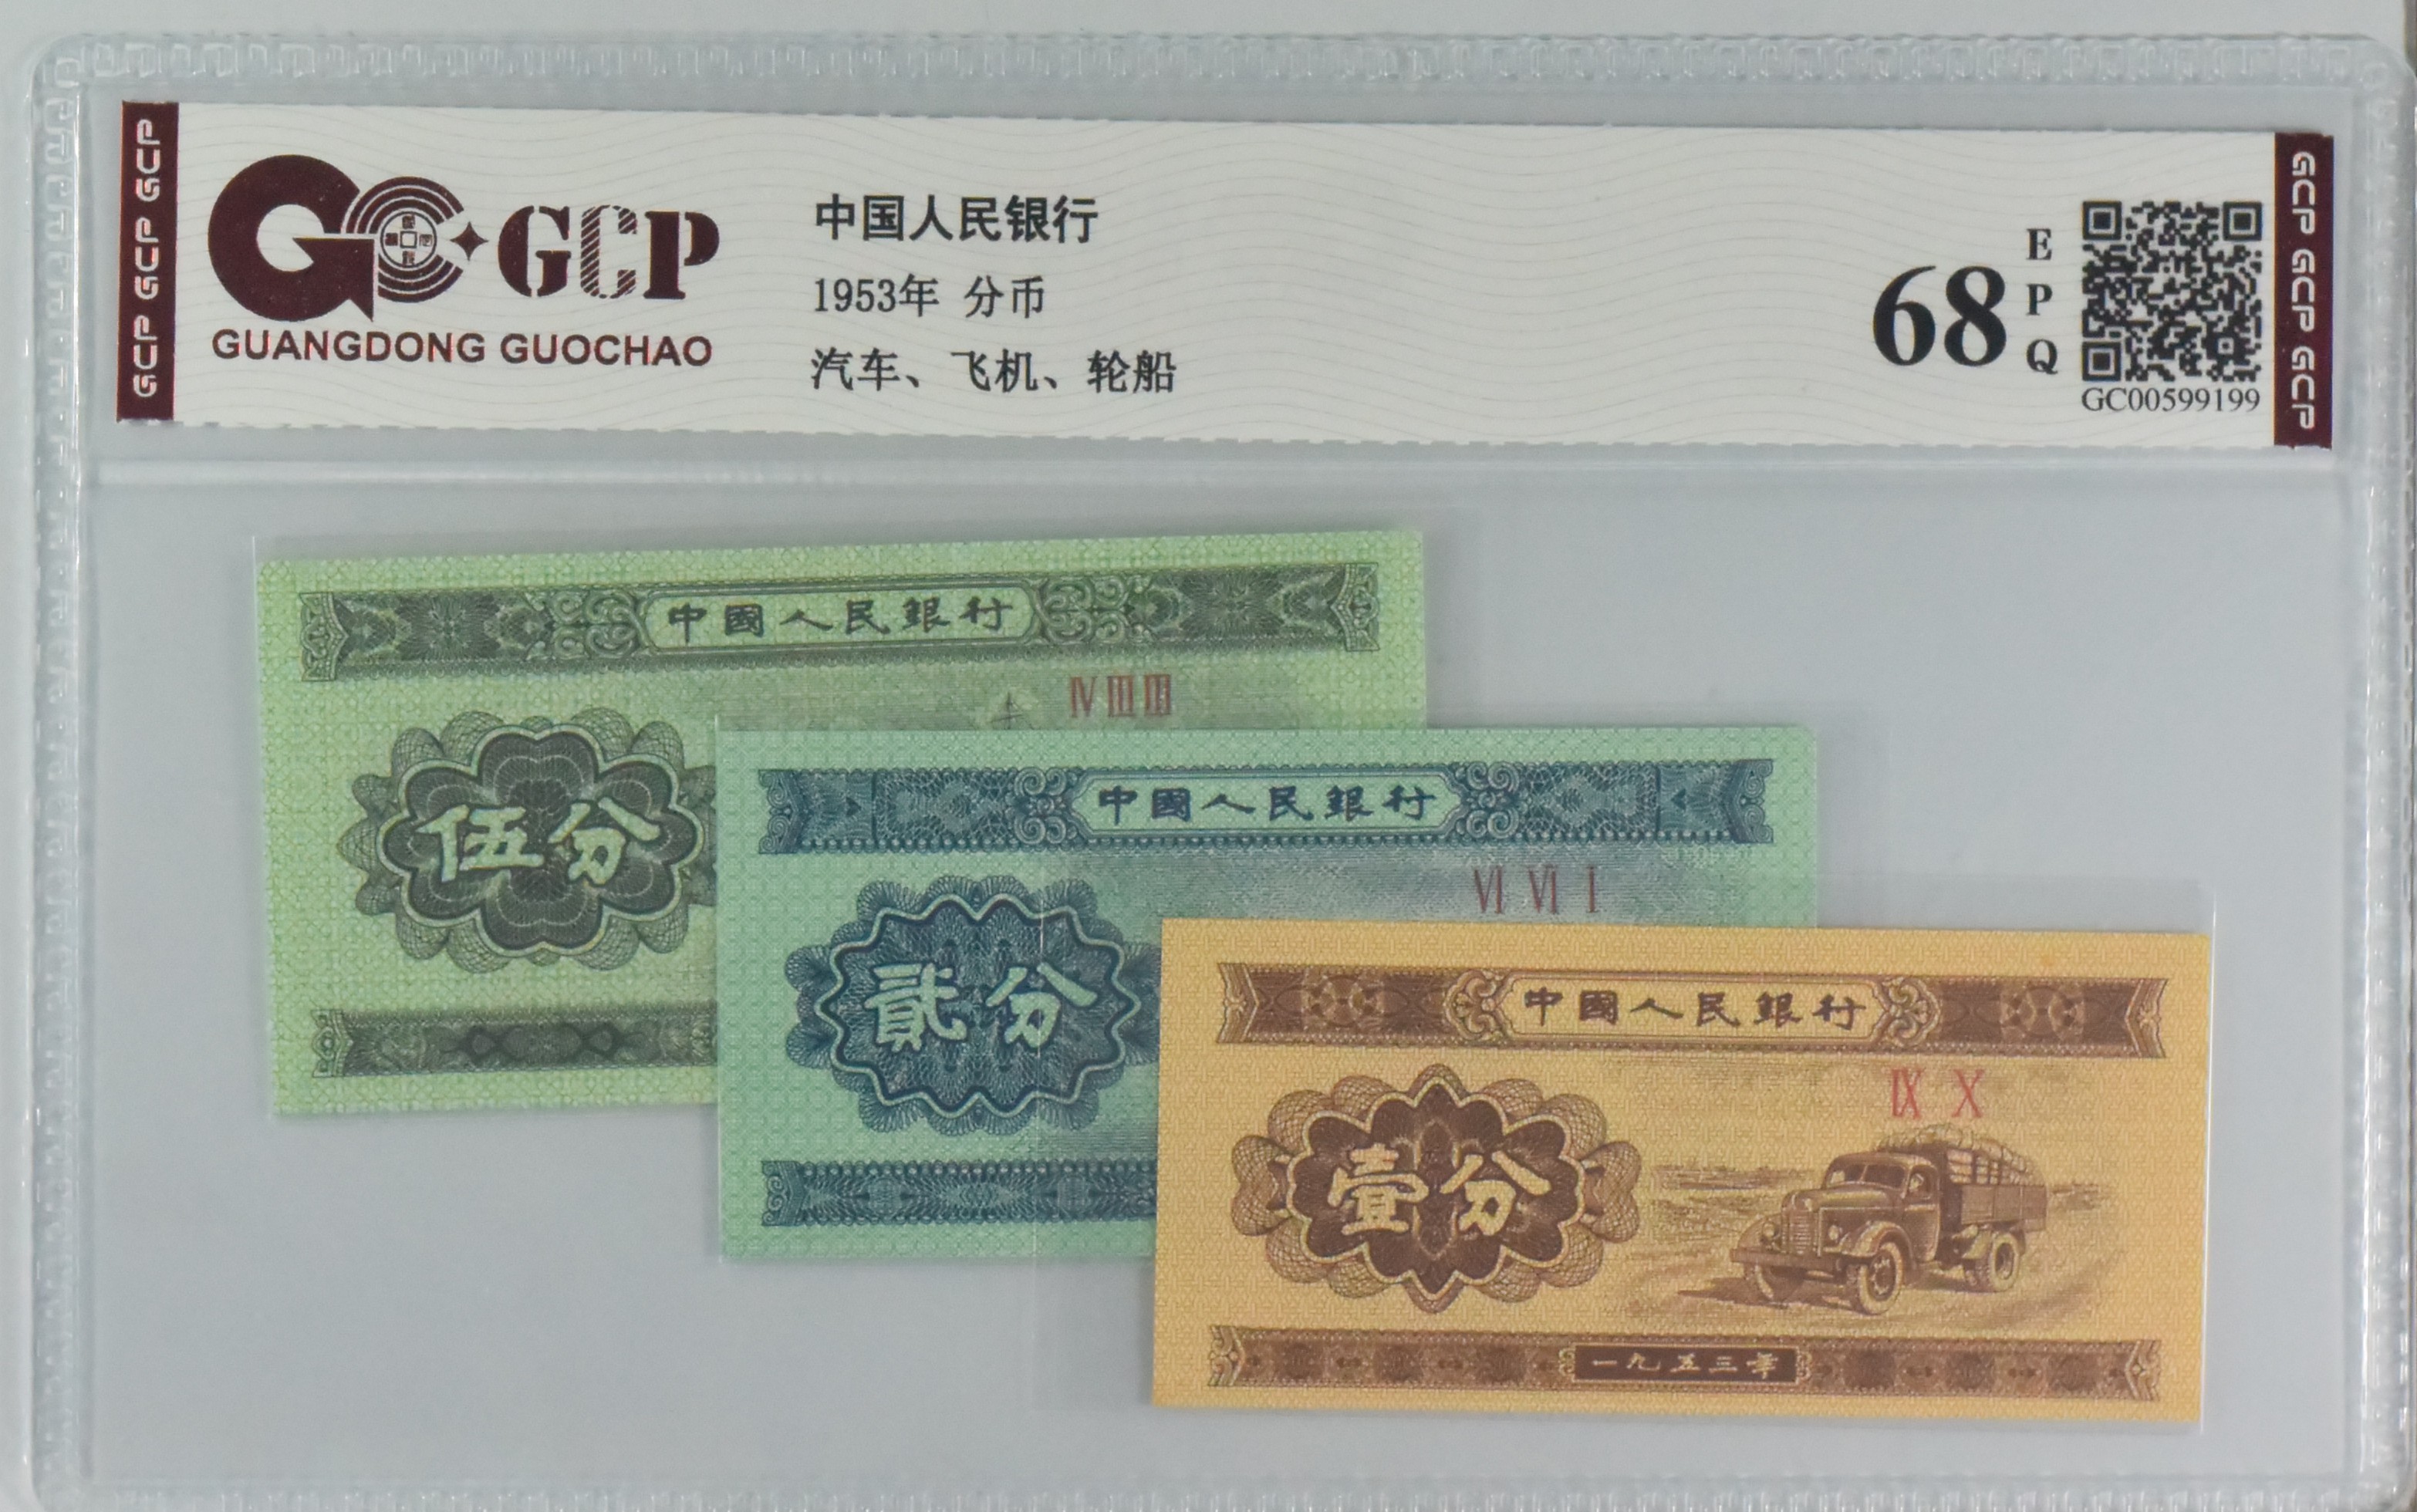 GCP GCP GCP
GCP
GUANGDONG GUOCHAO
中国人民银行
1953年 分币
汽车、飞机、轮船
68
EPQ
GC00599199
GCP GCP GCP
中國人民銀行
ⅣⅢⅢ
伍分
中國人民銀行
Ⅵ Ⅵ Ⅰ
貳分
中國人民銀行
Ⅸ Ⅹ
壹分
一九五三年